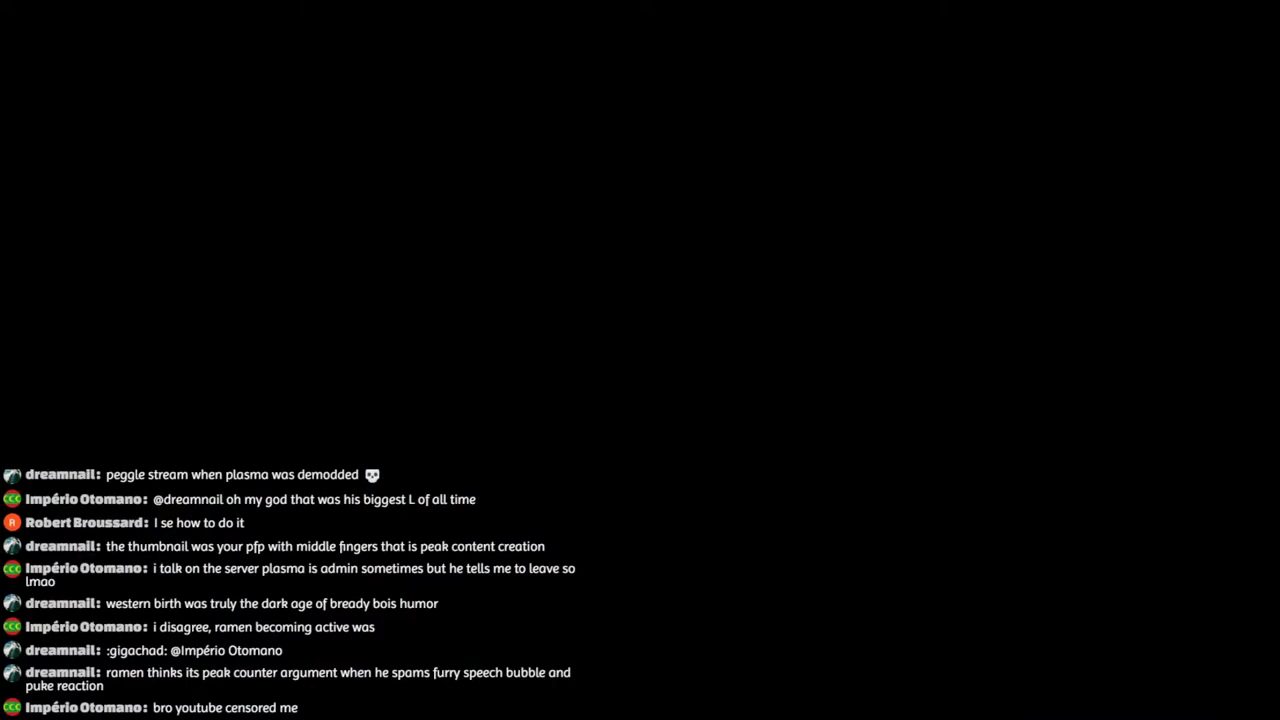 dreamnail: peggle stream when plasma was demodded 💀
Império Otomano: @dreamnail oh my god that was his biggest L of all time
Robert Broussard: I se how to do it
dreamnail: the thumbnail was your pfp with middle fingers that is peak content creation
Império Otomano: i talk on the server plasma is admin sometimes but he tells me to leave so
lmao
dreamnail: western birth was truly the dark age of bready bois humor
Império Otomano: i disagree, ramen becoming active was
dreamnail: :gigachad: @Império Otomano
dreamnail: ramen thinks its peak counter argument when he spams furry speech bubble and
puke reaction
Império Otomano: bro youtube censored me